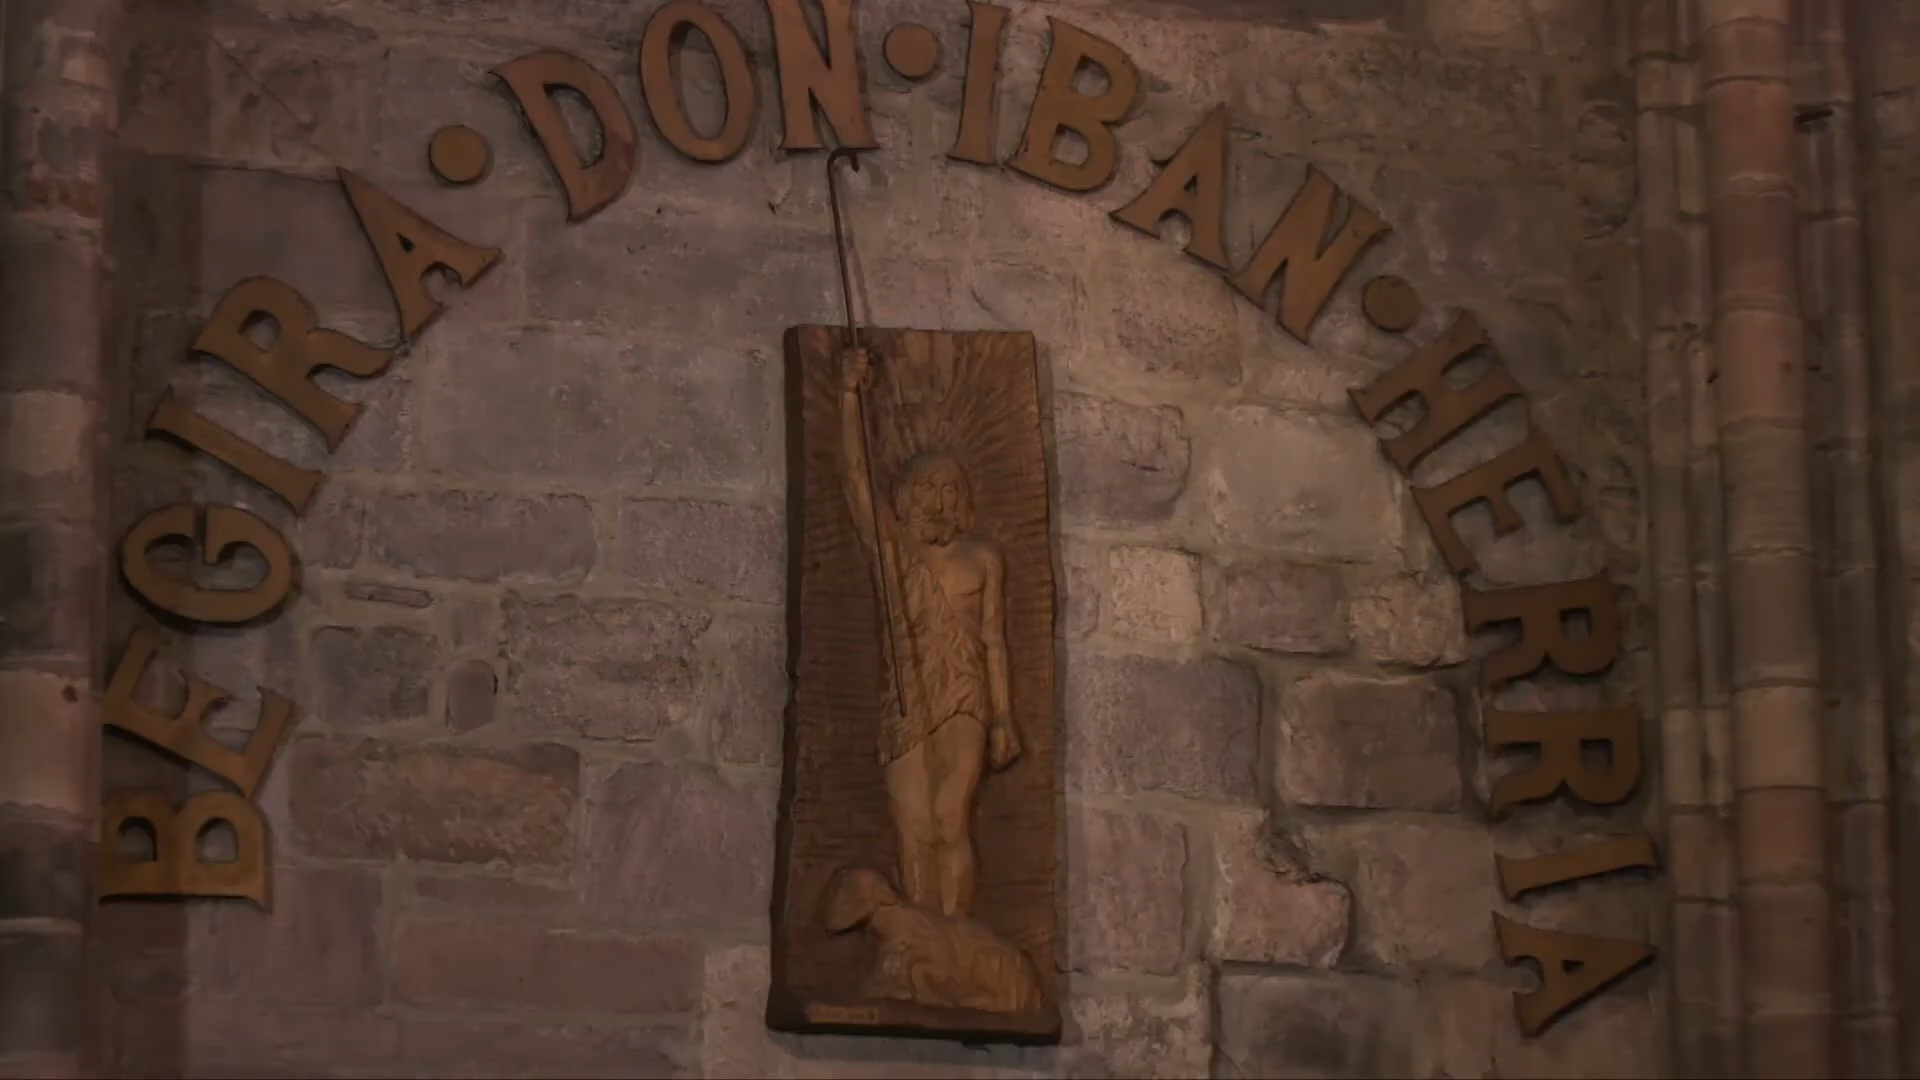 BEGIRA • DON • IBAN • HERRIA